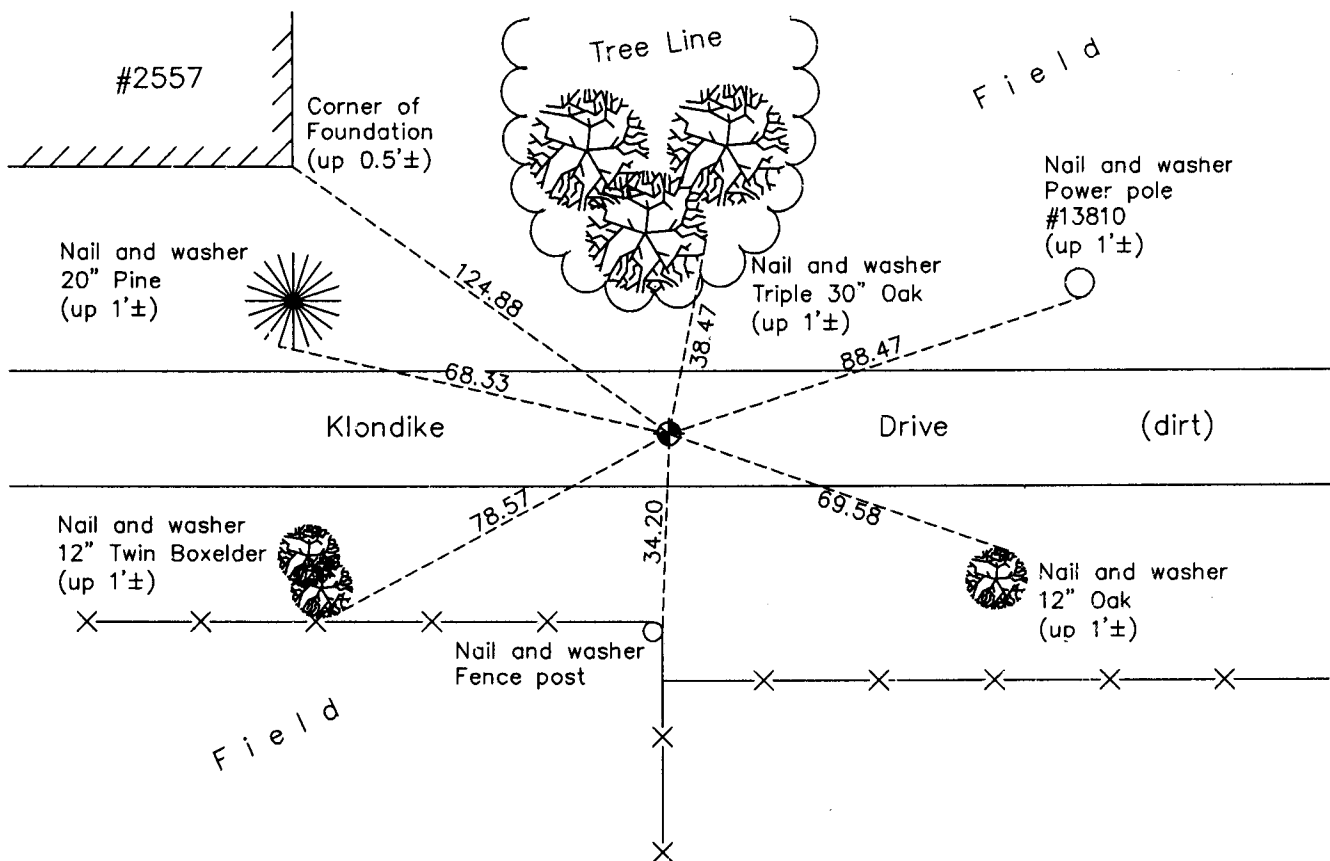 Tree Line
Field
#2557
Corner of
Foundation
(up 0.5'±)
Nail and washer
Power pole
#13810
(up 1'±)
Nail and washer
20" Pine
(up 1'±)
124.88
Nail and washer
Triple 30" Oak
(up 1'±)
38.47
88.47
68.33
Klondike Drive (dirt)
78.57
34.20
69.58
Nail and washer
12" Twin Boxelder
(up 1'±)
Nail and washer
12" Oak
(up 1'±)
Nail and washer
Fence post
Field